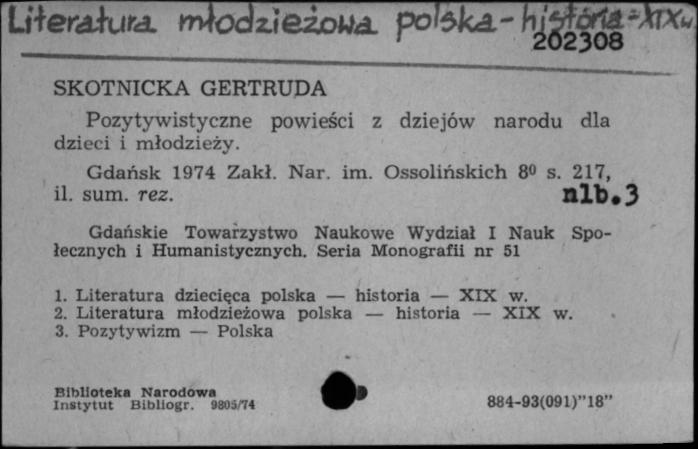 Literatura młodzieżowa polska - historia - XIX w.
202308
SKOTNICKA GERTRUDA
Pozytywistyczne powieści z dziejów narodu dla
dzieci i młodzieży.
Gdańsk 1974 Zakł. Nar. im. Ossolińskich 8⁰ s. 217,
il. sum. rez.
nlb.3
Gdańskie Towarzystwo Naukowe Wydział I Nauk Spo-
łecznych i Humanistycznych. Seria Monografii nr 51
1. Literatura dziecięca polska — historia — XIX w.
2. Literatura młodzieżowa polska — historia — XIX w.
3. Pozytywizm — Polska
Biblioteka Narodowa
Instytut Bibliogr. 9805/74
884-93(091)"18"